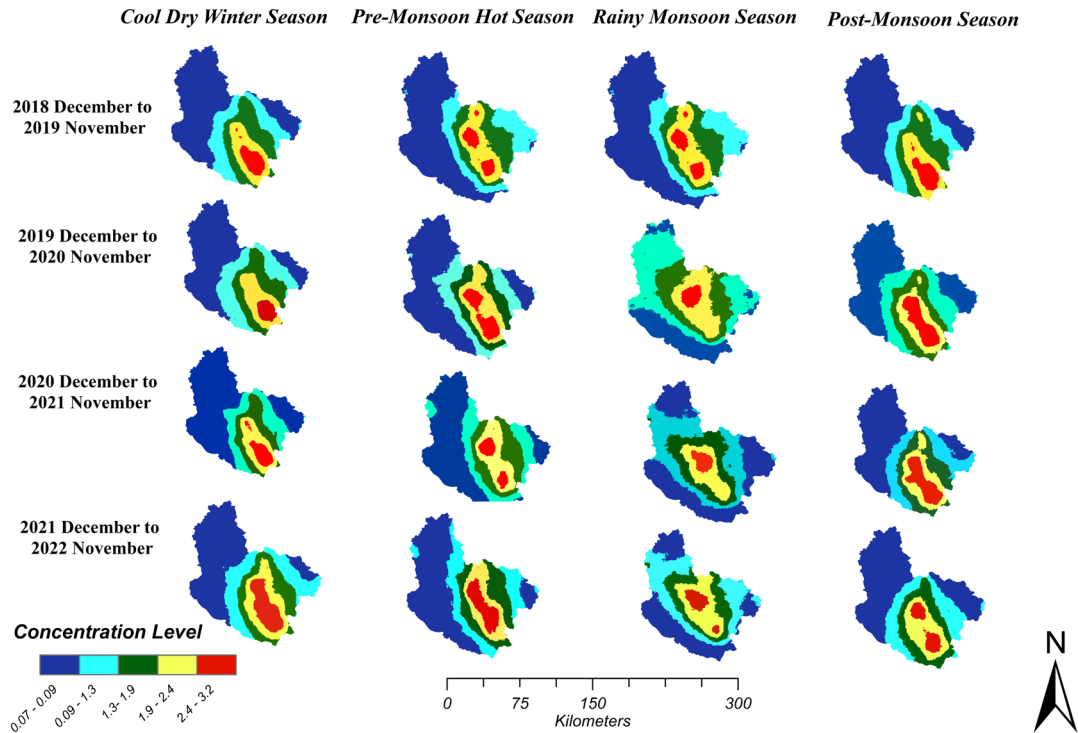 Cool Dry Winter Season
Pre-Monsoon Hot Season
Rainy Monsoon Season
Post-Monsoon Season
2018 December to
2019 November
2019 December to
2020 November
2020 December to
2021 November
2021 December to
2022 November
Concentration Level
0.07 - 0.09
0.09 - 1.3
1.3- 1.9
1.9 - 2.4
2.4 - 3.2
0 75 150 300
Kilometers
N